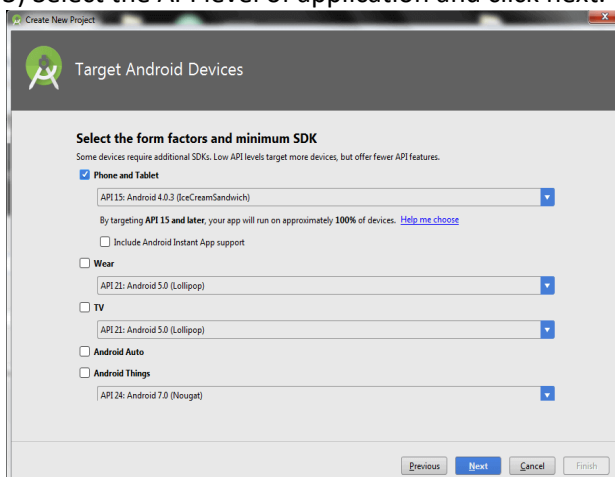 Select the API level of application and click next.
Create New Project
Target Android Devices
Select the form factors and minimum SDK
Some devices require additional SDKs. Low API levels target more devices, but offer fewer API features.
Phone and Tablet
API 15: Android 4.0.3 (IceCreamSandwich)
By targeting API 15 and later, your app will run on approximately 100% of devices. Help me choose
Include Android Instant App support
Wear
API 21: Android 5.0 (Lollipop)
TV
API 21: Android 5.0 (Lollipop)
Android Auto
Android Things
API 24: Android 7.0 (Nougat)
Previous Next Cancel Finish